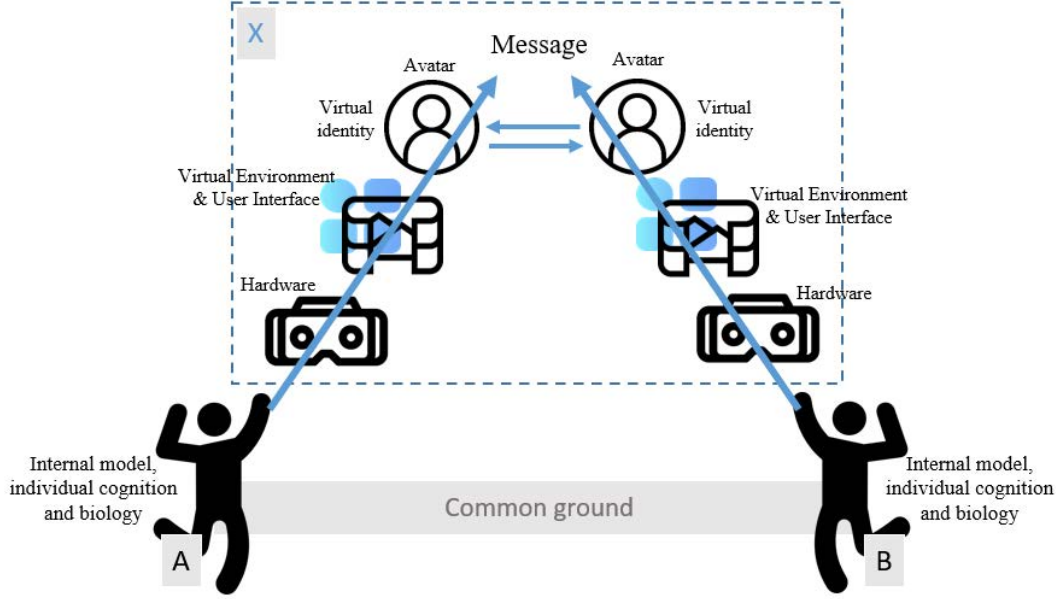 X
Message
Avatar
Avatar
Virtual
identity
Virtual
identity
Virtual Environment
& User Interface
Virtual Environment
& User Interface
Hardware
Hardware
Internal model,
individual cognition
and biology
Internal model,
individual cognition
and biology
Common ground
A
B